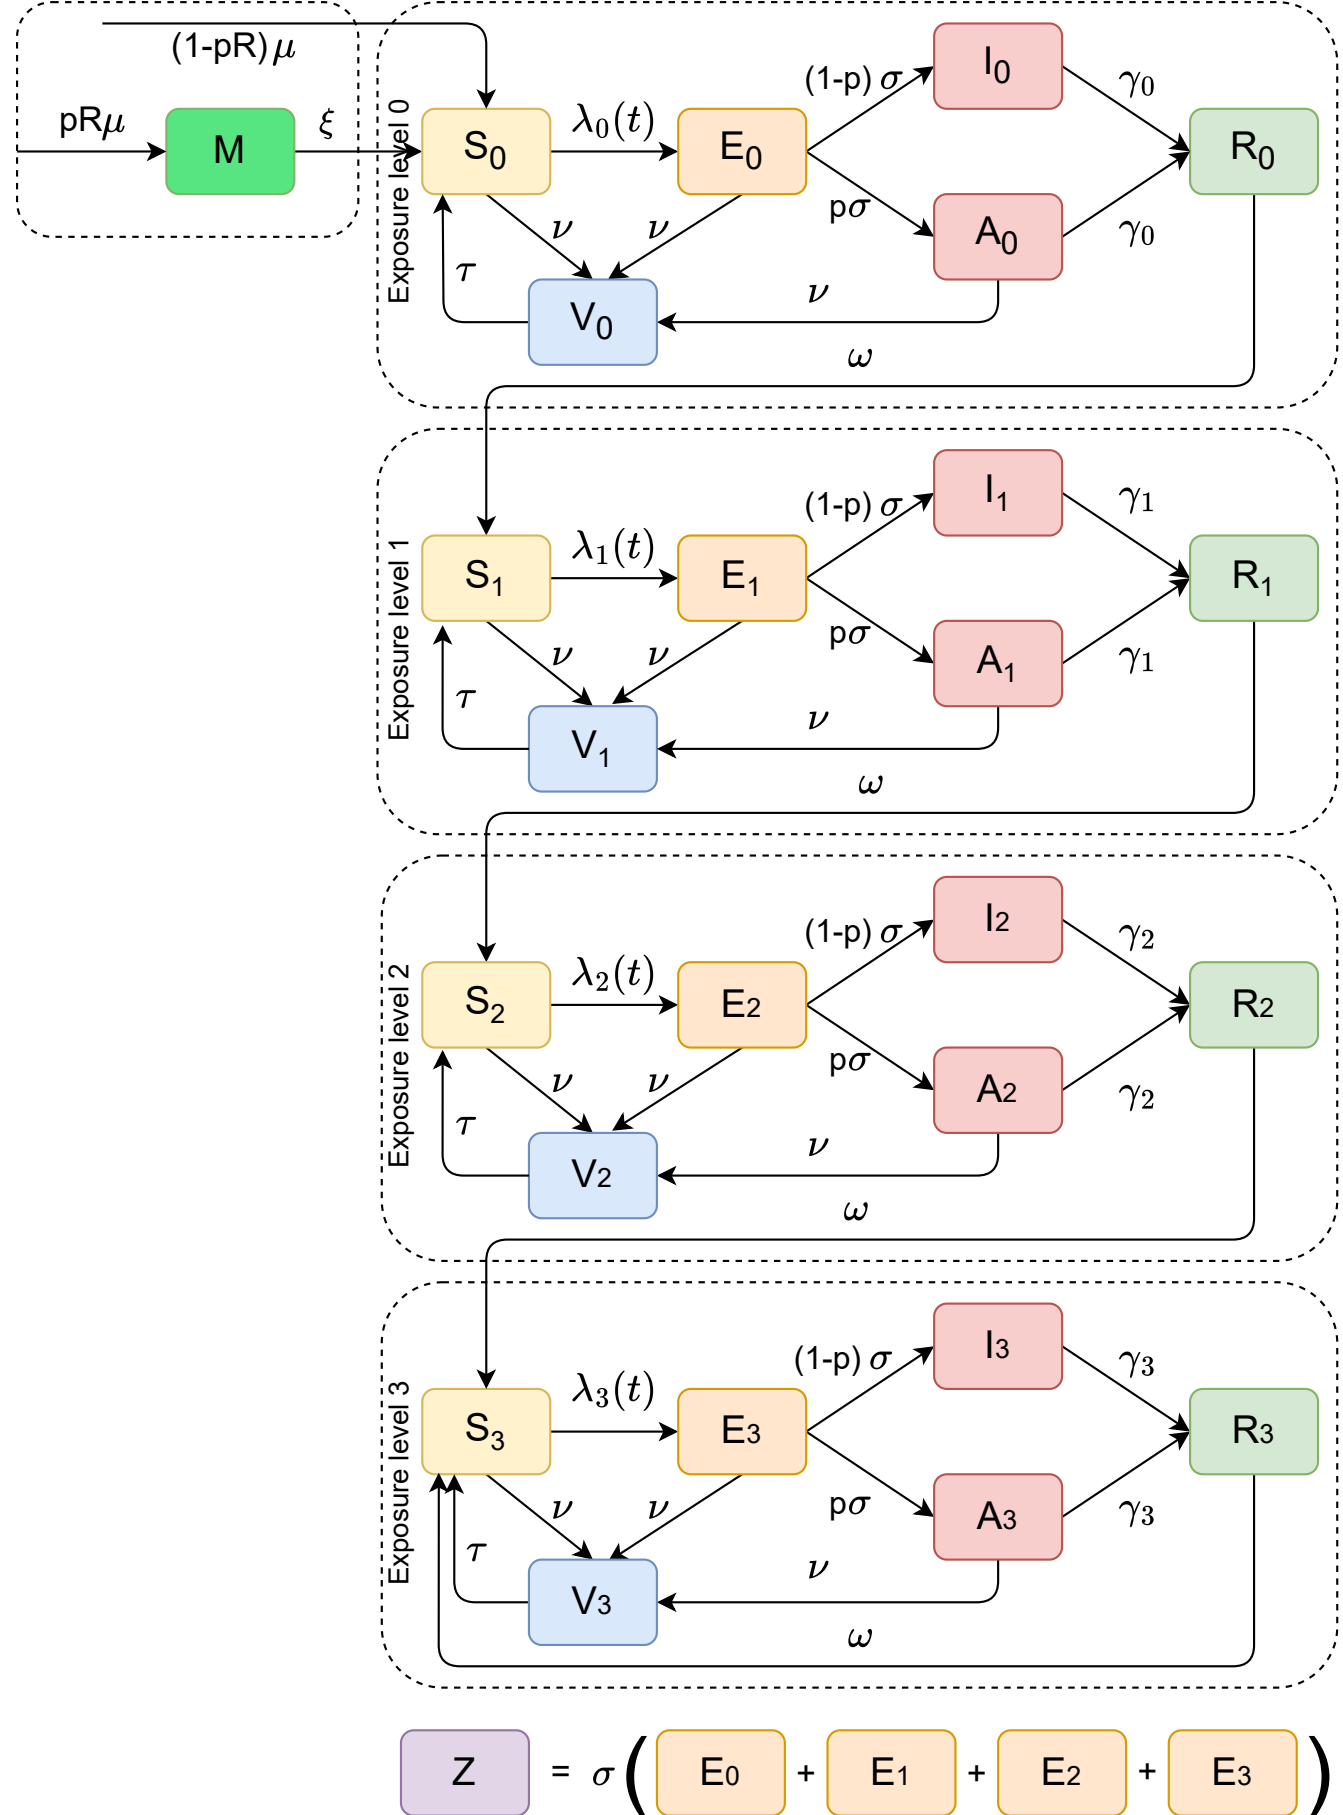 (1-pR) μ
pRμ
M
ξ
Exposure level 0
S0
λ0(t)
E0
(1-p) σ
pσ
I0
A0
γ0
γ0
R0
ν
ν
τ
V0
ν
ω
Exposure level 1
S1
λ1(t)
E1
(1-p) σ
pσ
I1
A1
γ1
γ1
R1
ν
ν
τ
V1
ν
ω
Exposure level 2
S2
λ2(t)
E2
(1-p) σ
pσ
I2
A2
γ2
γ2
R2
ν
ν
τ
V2
ν
ω
Exposure level 3
S3
λ3(t)
E3
(1-p) σ
pσ
I3
A3
γ3
γ3
R3
ν
ν
τ
V3
ν
ω
Z = σ ( E0 + E1 + E2 + E3 )